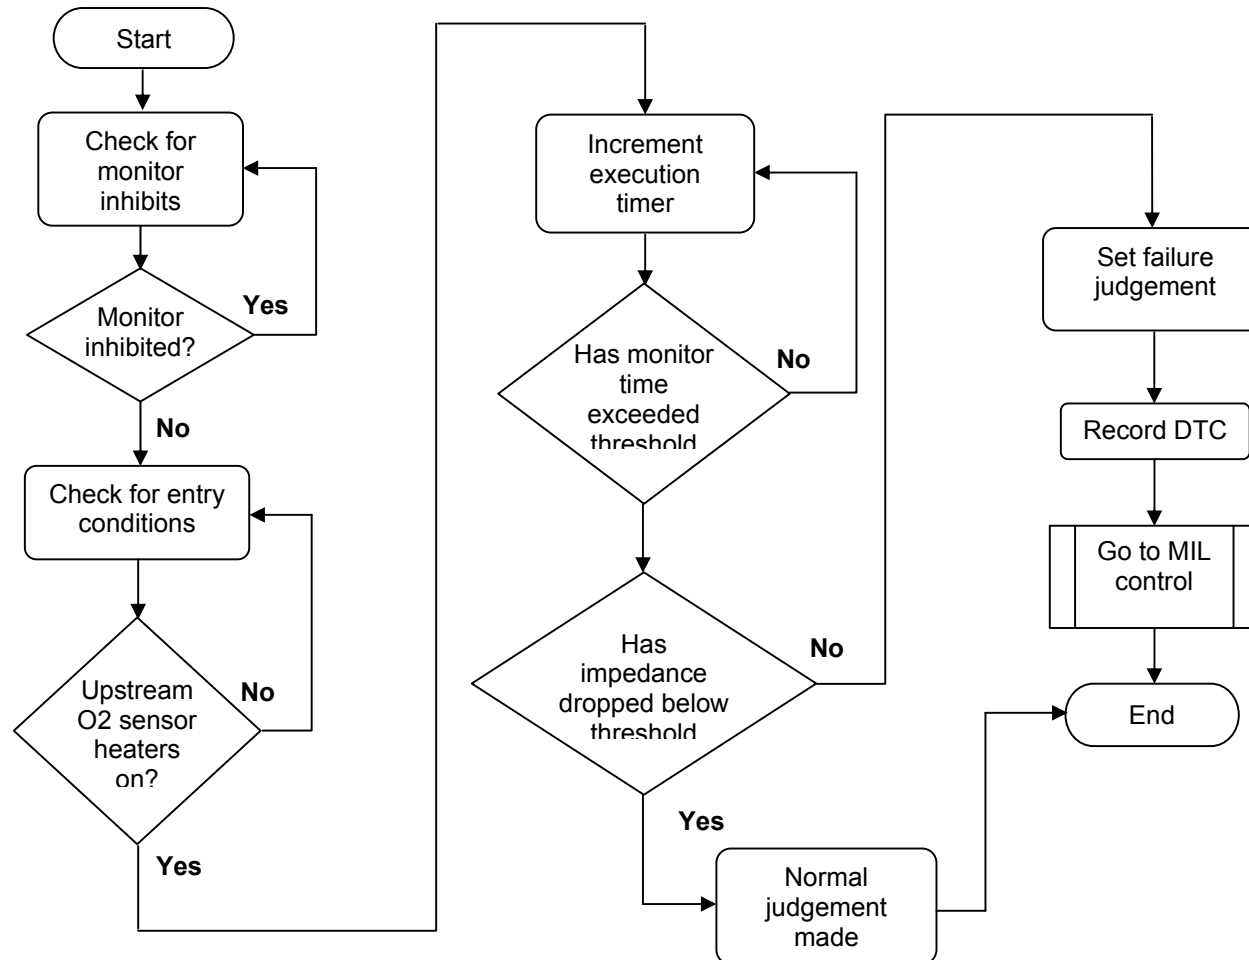 Start
Check for
monitor
inhibits
Yes
Monitor
inhibited?
No
Check for entry
conditions
No
Upstream
O2 sensor
heaters
on?
Yes
Increment
execution
timer
No
Has monitor
time
exceeded
threshold
No
Has
impedance
dropped below
threshold
Yes
Normal
judgement
made
Set failure
judgement
Record DTC
Go to MIL
control
End